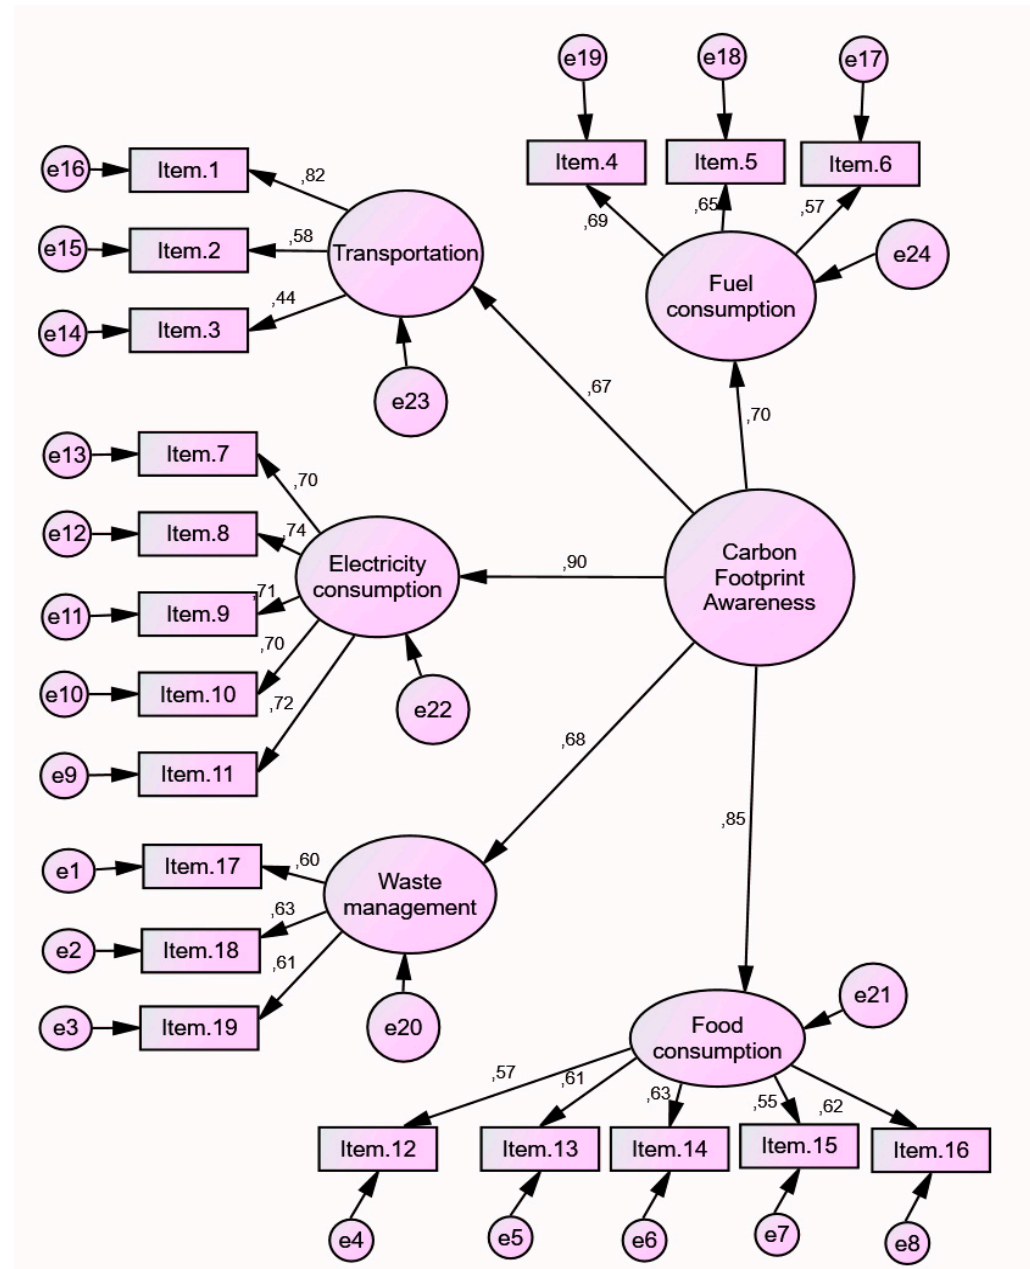 e19
e18
e17
e16
Item.1
,82
Item.4
Item.5
Item.6
,69
,65
,57
e15
Item.2
,58
Transportation
e24
Fuel
consumption
e14
Item.3
,44
e23
,67
,70
e13
Item.7
,70
e12
Item.8
,74
Electricity
consumption
,90
Carbon
Footprint
Awareness
e11
Item.9
,71
e10
Item.10
,70
e22
e9
Item.11
,72
,68
,85
e1
Item.17
,60
Waste
management
e2
Item.18
,63
e3
Item.19
,61
e20
e21
Food
consumption
,57
,61
,63
,55
,62
Item.12
Item.13
Item.14
Item.15
Item.16
e4
e5
e6
e7
e8